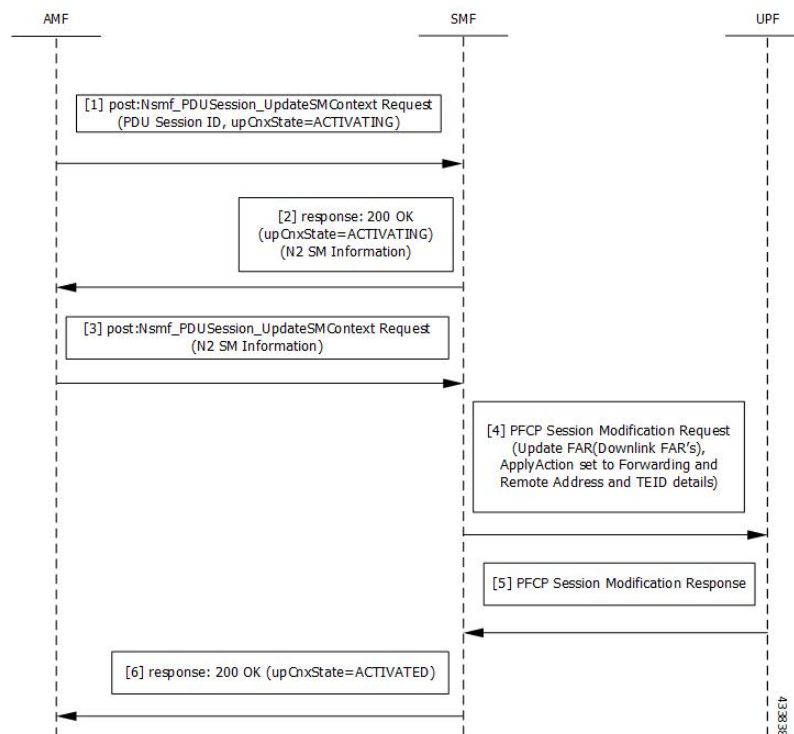 AMF
SMF
UPF
[1] post:Nsmf_PDUSession_UpdateSMContext Request
(PDU Session ID, upCnxState=ACTIVATING)
[2] response: 200 OK
(upCnxState=ACTIVATING)
(N2 SM Information)
[3] post:Nsmf_PDUSession_UpdateSMContext Request
(N2 SM Information)
[4] PFCP Session Modification Request
(Update FAR(Downlink FAR's),
ApplyAction set to Forwarding and
Remote Address and TEID details)
[5] PFCP Session Modification Response
[6] response: 200 OK (upCnxState=ACTIVATED)